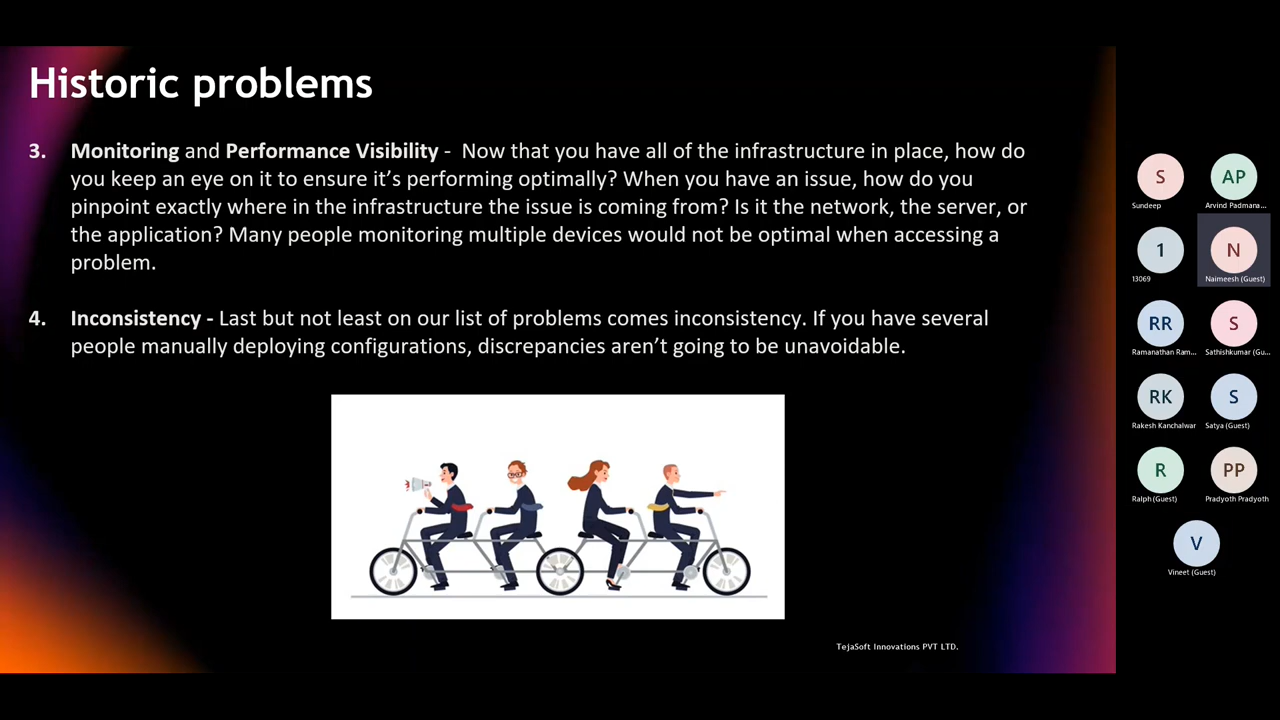 Historic problems
3. Monitoring and Performance Visibility - Now that you have all of the infrastructure in place, how do
you keep an eye on it to ensure it's performing optimally? When you have an issue, how do you
pinpoint exactly where in the infrastructure the issue is coming from? Is it the network, the server, or
the application? Many people monitoring multiple devices would not be optimal when accessing a
problem.
4. Inconsistency - Last but not least on our list of problems comes inconsistency. If you have several
people manually deploying configurations, discrepancies aren't going to be unavoidable.
TejaSoft Innovations PVT LTD.
S
Sundeep
AP
Arvind Padmana...
1
13069
N
Naimeesh (Guest)
RR
Ramanathan Ram...
S
Sathishkumar (Gu...
RK
Rakesh Kanchalwar
S
Satya (Guest)
R
Ralph (Guest)
PP
Pradyoth Pradyoth
V
Vineet (Guest)